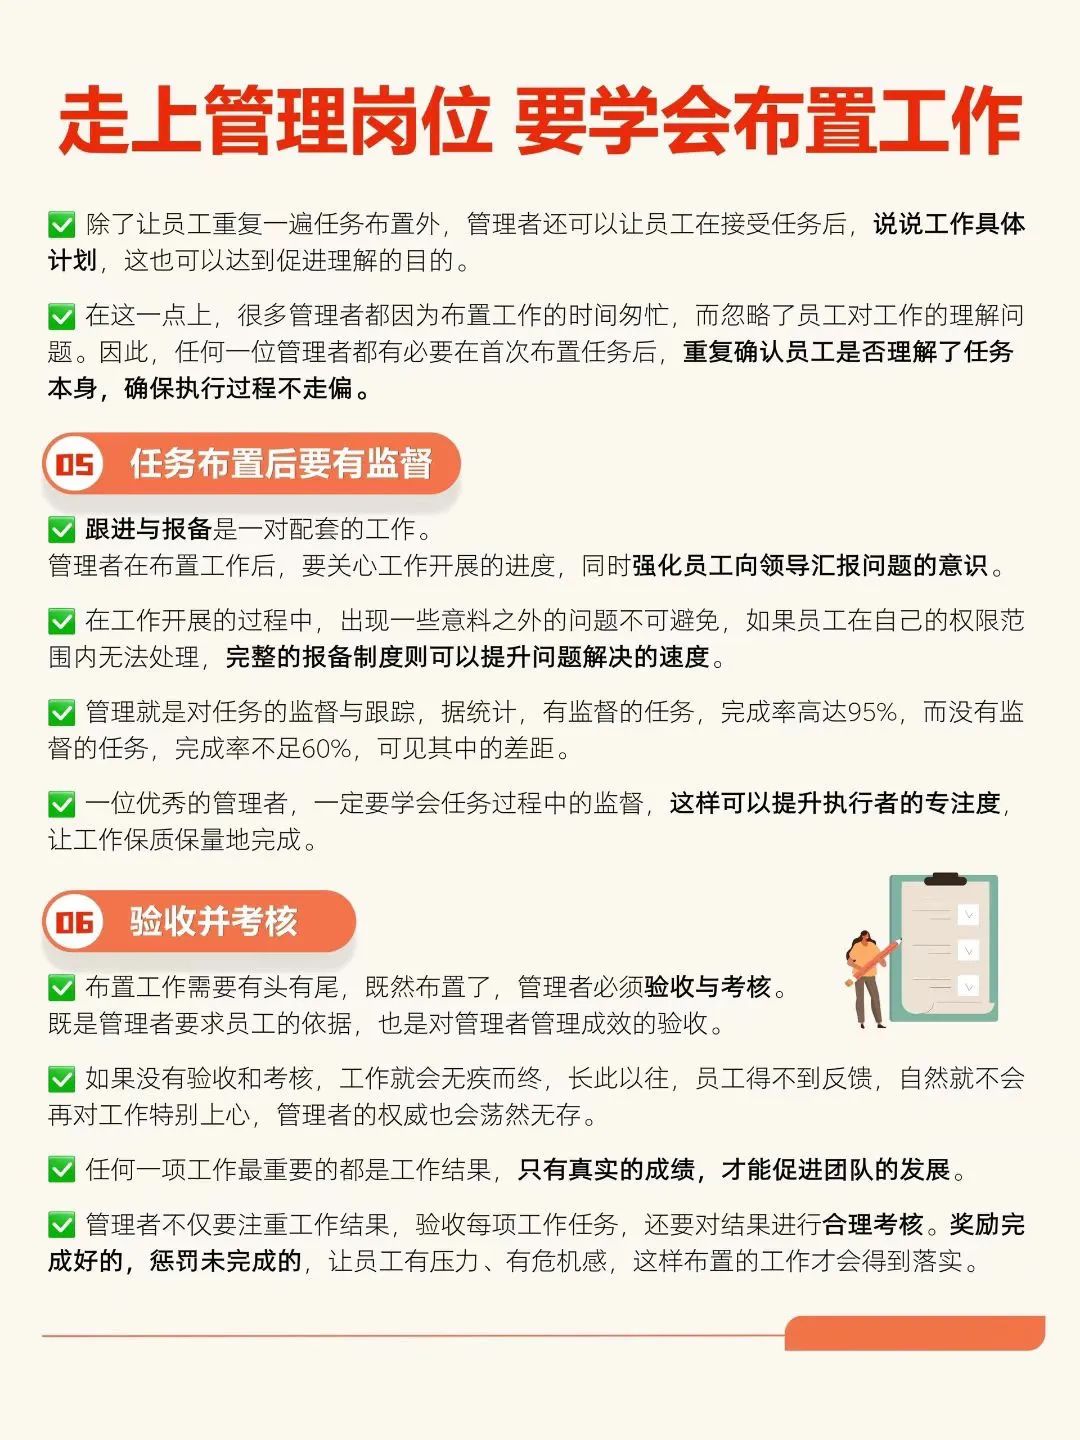 走上管理岗位 要学会布置工作
✅ 除了让员工重复一遍任务布置外，管理者还可以让员工在接受任务后，说说工作具体
计划，这也可以达到促进理解的目的。
✅ 在这一点上，很多管理者都因为布置工作的时间匆忙，而忽略了员工对工作的理解问
题。因此，任何一位管理者都有必要在首次布置任务后，重复确认员工是否理解了任务
本身，确保执行过程不走偏。
05 任务布置后要有监督
✅ 跟进与报备是一对配套的工作。
管理者在布置工作后，要关心工作开展的进度，同时强化员工向领导汇报问题的意识。
✅ 在工作开展的过程中，出现一些意料之外的问题不可避免，如果员工在自己的权限范
围内无法处理，完整的报备制度则可以提升问题解决的速度。
✅ 管理就是对任务的监督与跟踪，据统计，有监督的任务，完成率高达95%，而没有监
督的任务，完成率不足60%，可见其中的差距。
✅ 一位优秀的管理者，一定要学会任务过程中的监督，这样可以提升执行者的专注度，
让工作保质保量地完成。
06 验收并考核
✅ 布置工作需要有头有尾，既然布置了，管理者必须验收与考核。
既是管理者要求员工的依据，也是对管理者管理成效的验收。
✅ 如果没有验收和考核，工作就会无疾而终，长此以往，员工得不到反馈，自然就不会
再对工作特别上心，管理者的权威也会荡然无存。
✅ 任何一项工作最重要的都是工作结果，只有真实的成绩，才能促进团队的发展。
✅ 管理者不仅要注重工作结果，验收每项工作任务，还要对结果进行合理考核。奖励完
成好的，惩罚未完成的，让员工有压力、有危机感，这样布置的工作才会得到落实。